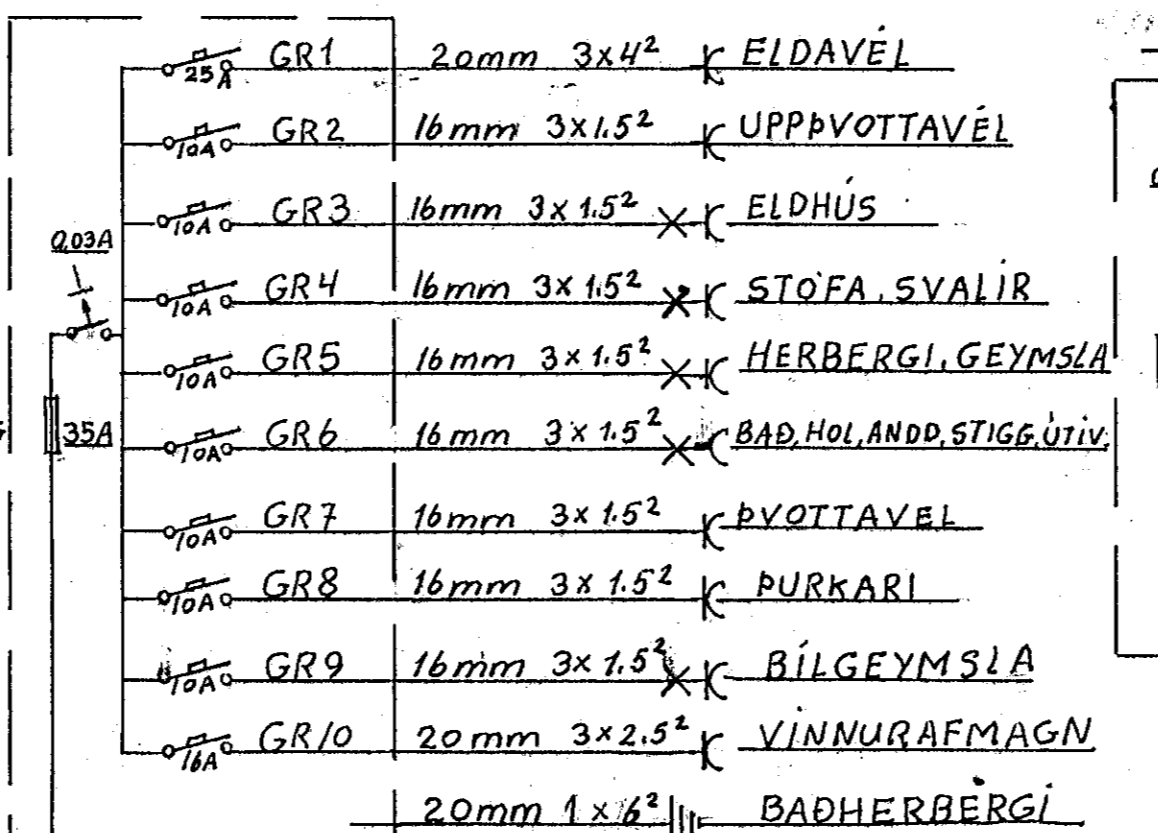 25A GR1 20mm 3x4² ELDAVÉL
10A GR2 16mm 3x1.5² UPPÞVOTTAVÉL
10A GR3 16mm 3x1.5² ELDHÚS
0.03A
10A GR4 16mm 3x1.5² STOFA, SVALIR
10A GR5 16mm 3x1.5² HERBERGI, GEYMSLA
35A 10A GR6 16mm 3x1.5² BAÐ, HOL, ANDD, STIGG, ÚTIV.
10A GR7 16mm 3x1.5² ÞVOTTAVEL
10A GR8 16mm 3x1.5² ÞURKARI
10A GR9 16mm 3x1.5² BÍLGEYMSLA
16A GR10 20mm 3x2.5² VINNURAFMAGN
20mm 1x6² BAÐHERBERGI